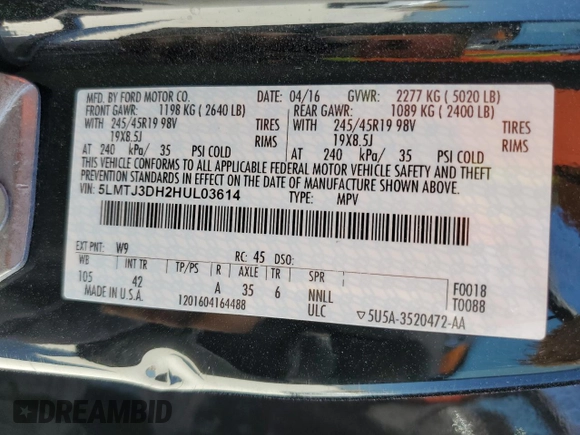 MFD. BY FORD MOTOR CO. DATE: 04/16 GVWR: 2277 KG ( 5020 LB)
FRONT GAWR: 1198 KG ( 2640 LB) REAR GAWR: 1089 KG ( 2400 LB)
WITH 245/45R19 98V TIRES WITH 245/45R19 98V TIRES
19X8.5J RIMS 19X8.5J RIMS
AT 240 kPa/ 35 PSI COLD AT 240 kPa/ 35 PSI COLD
THIS VEHICLE CONFORMS TO ALL APPLICABLE FEDERAL MOTOR VEHICLE SAFETY AND THEFT
PREVENTION STANDARDS IN EFFECT ON THE DATE OF MANUFACTURE SHOWN ABOVE.
VIN: 5LMTJ3DH2HUL03614 TYPE: MPV
EXT PNT: W9 RC: 45 DSO:
WB INT TR TP/PS R AXLE TR SPR
105 42 A 35 6 NNLL F0018
MADE IN U.S.A. 1201604164488 ULC T0088
▽5U5A-3520472-AA
DREAMBID